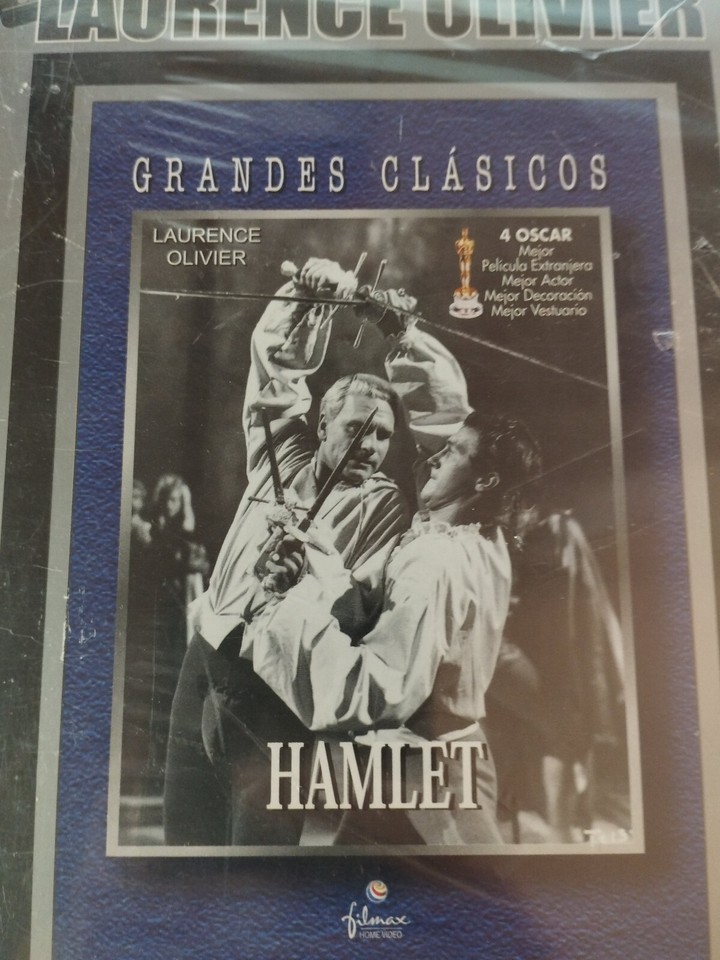 LAURENCE OLIVIER
GRANDES CLÁSICOS
LAURENCE
OLIVIER
4 OSCAR
Mejor
Película Extranjera
Mejor Actor
Mejor Decoración
Mejor Vestuario
HAMLET
filmax
HOME VIDEO